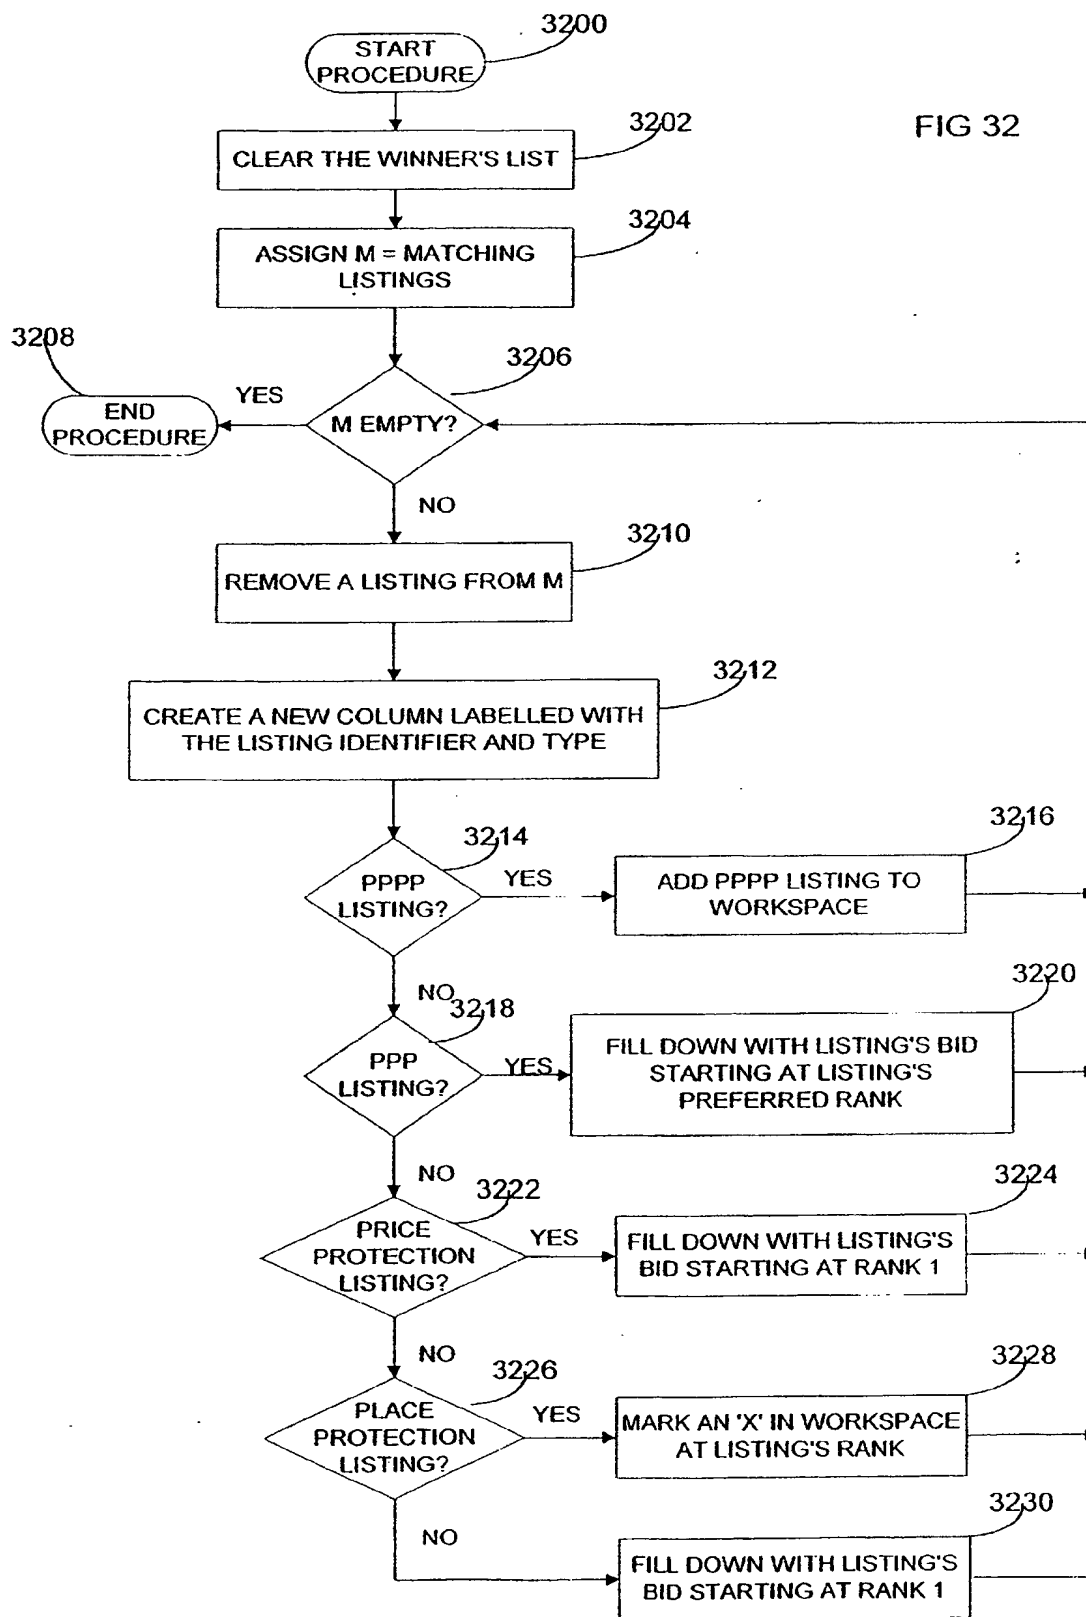 3200
START
PROCEDURE
FIG 32
3202
CLEAR THE WINNER'S LIST
3204
ASSIGN M = MATCHING
LISTINGS
3208
3206
YES
END
PROCEDURE
M EMPTY?
NO
3210
REMOVE A LISTING FROM M
3212
CREATE A NEW COLUMN LABELLED WITH
THE LISTING IDENTIFIER AND TYPE
3214
3216
PPPP
LISTING?
YES
ADD PPPP LISTING TO
WORKSPACE
NO
3218
3220
PPP
LISTING?
YES
FILL DOWN WITH LISTING'S BID
STARTING AT LISTING'S
PREFERRED RANK
NO
3222
3224
PRICE
PROTECTION
LISTING?
YES
FILL DOWN WITH LISTING'S
BID STARTING AT RANK 1
NO
3226
3228
PLACE
PROTECTION
LISTING?
YES
MARK AN 'X' IN WORKSPACE
AT LISTING'S RANK
3230
NO
FILL DOWN WITH LISTING'S
BID STARTING AT RANK 1